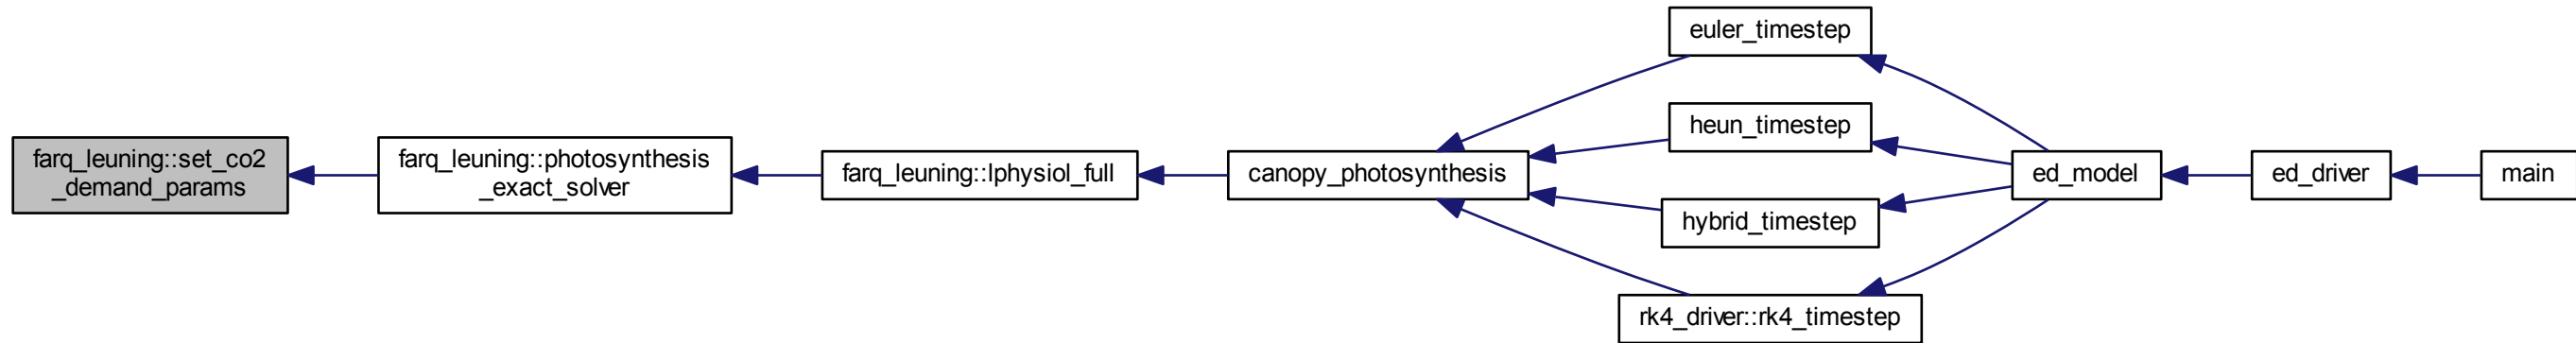 farq_leuning::set_co2
_demand_params
farq_leuning::photosynthesis
_exact_solver
farq_leuning::lphysiol_full
canopy_photosynthesis
euler_timestep
heun_timestep
hybrid_timestep
rk4_driver::rk4_timestep
ed_model
ed_driver
main